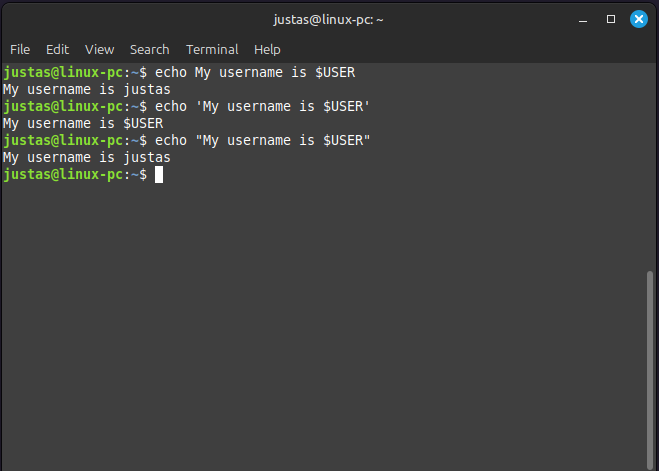 justas@linux-pc: ~
File Edit View Search Terminal Help
justas@linux-pc:~$ echo My username is $USER
My username is justas
justas@linux-pc:~$ echo 'My username is $USER'
My username is $USER
justas@linux-pc:~$ echo "My username is $USER"
My username is justas
justas@linux-pc:~$